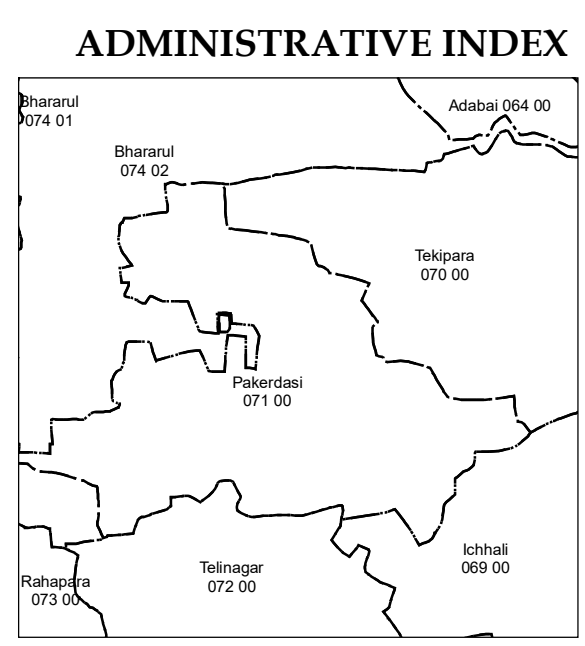 ADMINISTRATIVE INDEX
Bhararul
074 01
Adabai 064 00
Bhararul
074 02
Tekipara
070 00
Pakerdasi
071 00
Ichhali
069 00
Telinagar
072 00
Rahapara
073 00